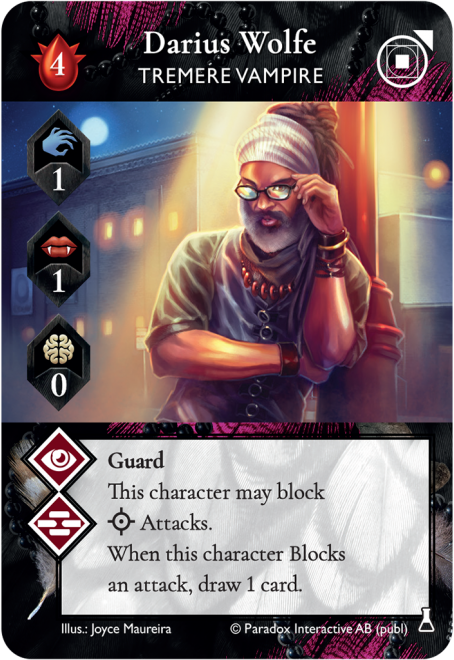 4
Darius Wolfe
TREMERE VAMPIRE
1
1
0
Guard
This character may block
Attacks.
When this character Blocks
an attack, draw 1 card.
Illus.: Joyce Maureira
© Paradox Interactive AB (publ)